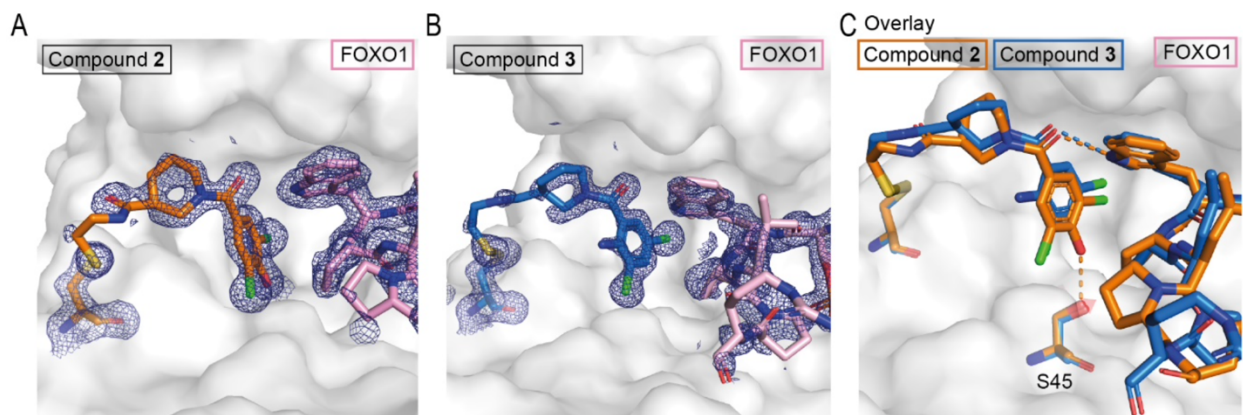 A
Compound 2
FOXO1
B
Compound 3
FOXO1
C Overlay
Compound 2 Compound 3 FOXO1
S45